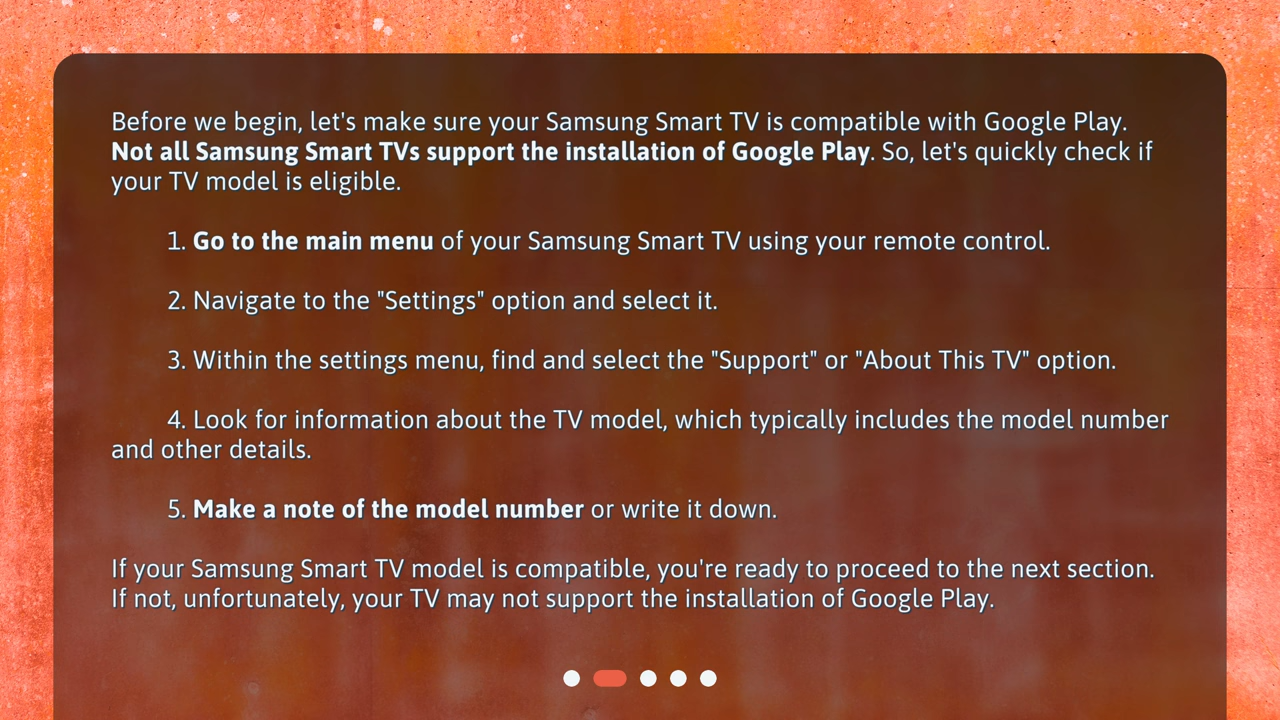 Before we begin, let's make sure your Samsung Smart TV is compatible with Google Play.
Not all Samsung Smart TVs support the installation of Google Play. So, let's quickly check if
your TV model is eligible.
1. Go to the main menu of your Samsung Smart TV using your remote control.
2. Navigate to the "Settings" option and select it.
3. Within the settings menu, find and select the "Support" or "About This TV" option.
4. Look for information about the TV model, which typically includes the model number
and other details.
5. Make a note of the model number or write it down.
If your Samsung Smart TV model is compatible, you're ready to proceed to the next section.
If not, unfortunately, your TV may not support the installation of Google Play.